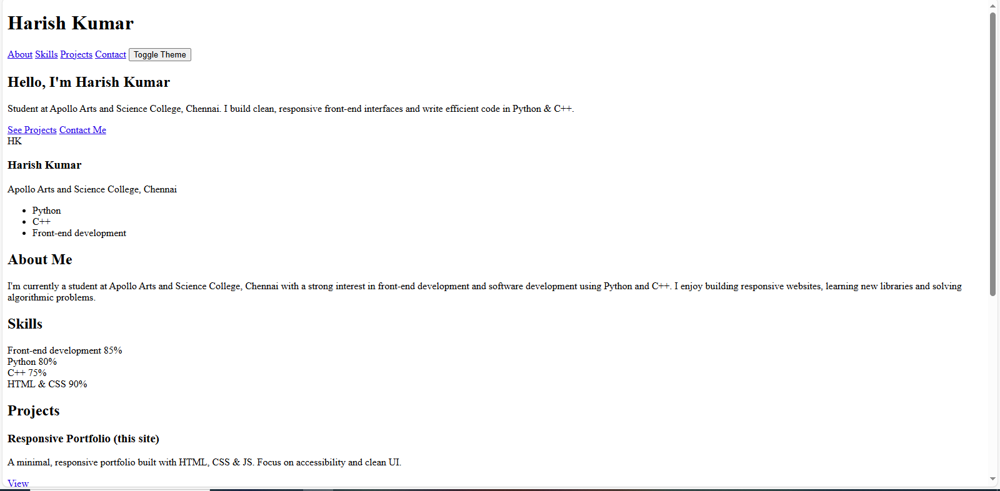 Harish Kumar
About Skills Projects Contact Toggle Theme
Hello, I'm Harish Kumar
Student at Apollo Arts and Science College, Chennai. I build clean, responsive front-end interfaces and write efficient code in Python & C++.
See Projects Contact Me
HK
Harish Kumar
Apollo Arts and Science College, Chennai
• Python
• C++
• Front-end development
About Me
I'm currently a student at Apollo Arts and Science College, Chennai with a strong interest in front-end development and software development using Python and C++. I enjoy building responsive websites, learning new libraries and solving
algorithmic problems.
Skills
Front-end development 85%
Python 80%
C++ 75%
HTML & CSS 90%
Projects
Responsive Portfolio (this site)
A minimal, responsive portfolio built with HTML, CSS & JS. Focus on accessibility and clean UI.
View